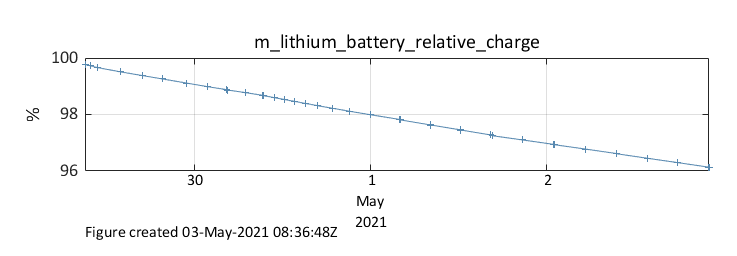 m_lithium_battery_relative_charge
100
98
96
%
30
1
2
May
2021
Figure created 03-May-2021 08:36:48Z